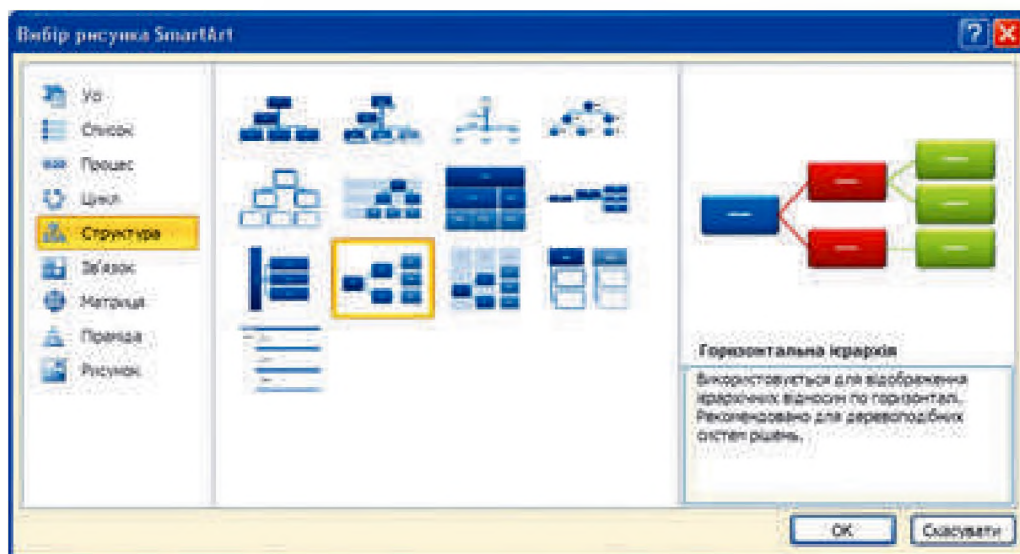 Вибір рисунка SmartArt
Усі
Список
Процес
Цикл
Структура
Зв'язок
Матриця
Піраміда
Рисунок
Горизонтальна ієрархія
Використовується для відображення
ієрархічних відносин по горизонталі.
Рекомендовано для деревоподібних
систем рішень.
ОК
Скасувати